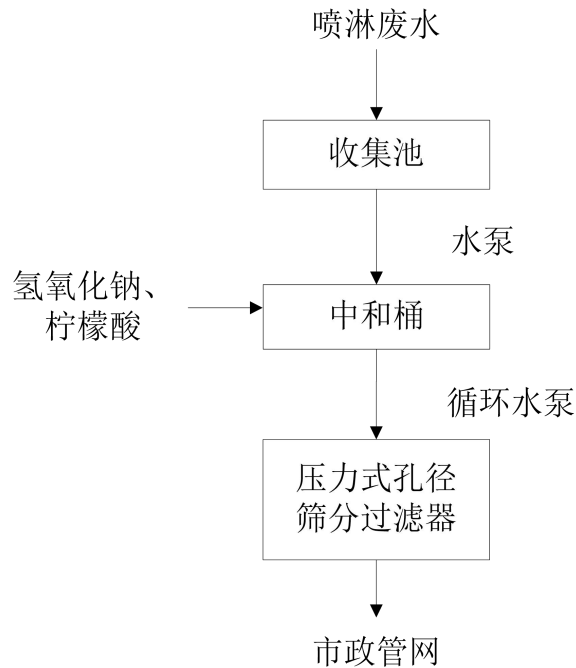 喷淋废水
收集池
水泵
氢氧化钠、
柠檬酸
中和桶
循环水泵
压力式孔径
筛分过滤器
市政管网